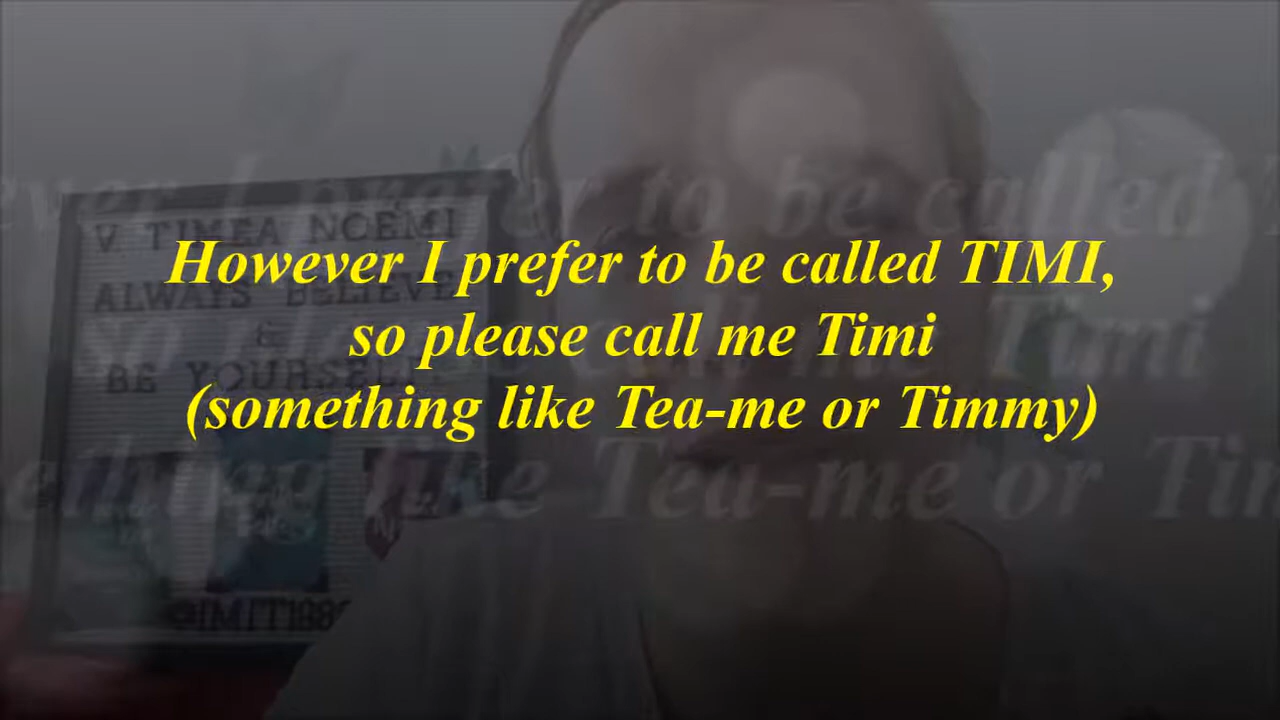 However I prefer to be called TIMI,
so please call me Timi
(something like Tea-me or Timmy)
V. TIMEA NOÉMI
ALWAYS BELIEVE
&
BE YOURSELF